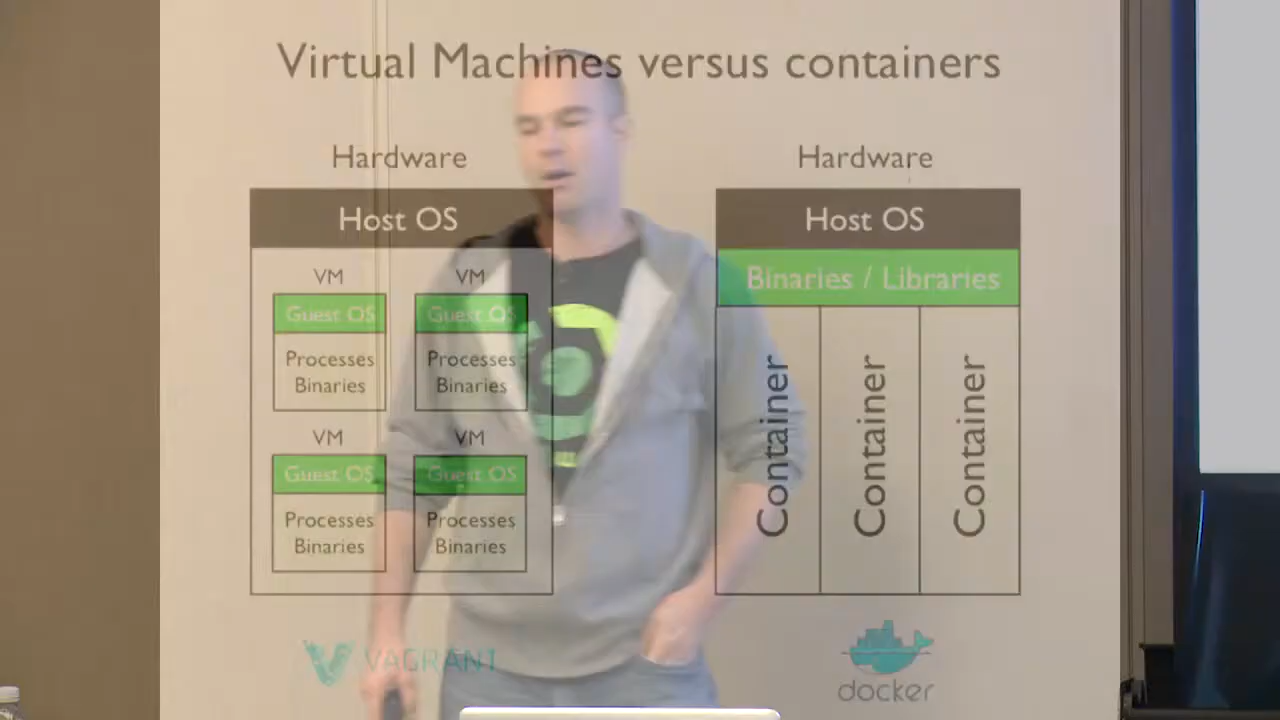 Virtual Machines versus containers
Hardware
Host OS
VM
VM
Guest OS
Guest OS
Processes
Binaries
Processes
Binaries
VM
VM
Guest OS
Guest OS
Processes
Binaries
Processes
Binaries
VAGRANT
Hardware
Host OS
Binaries / Libraries
Container
Container
Container
docker